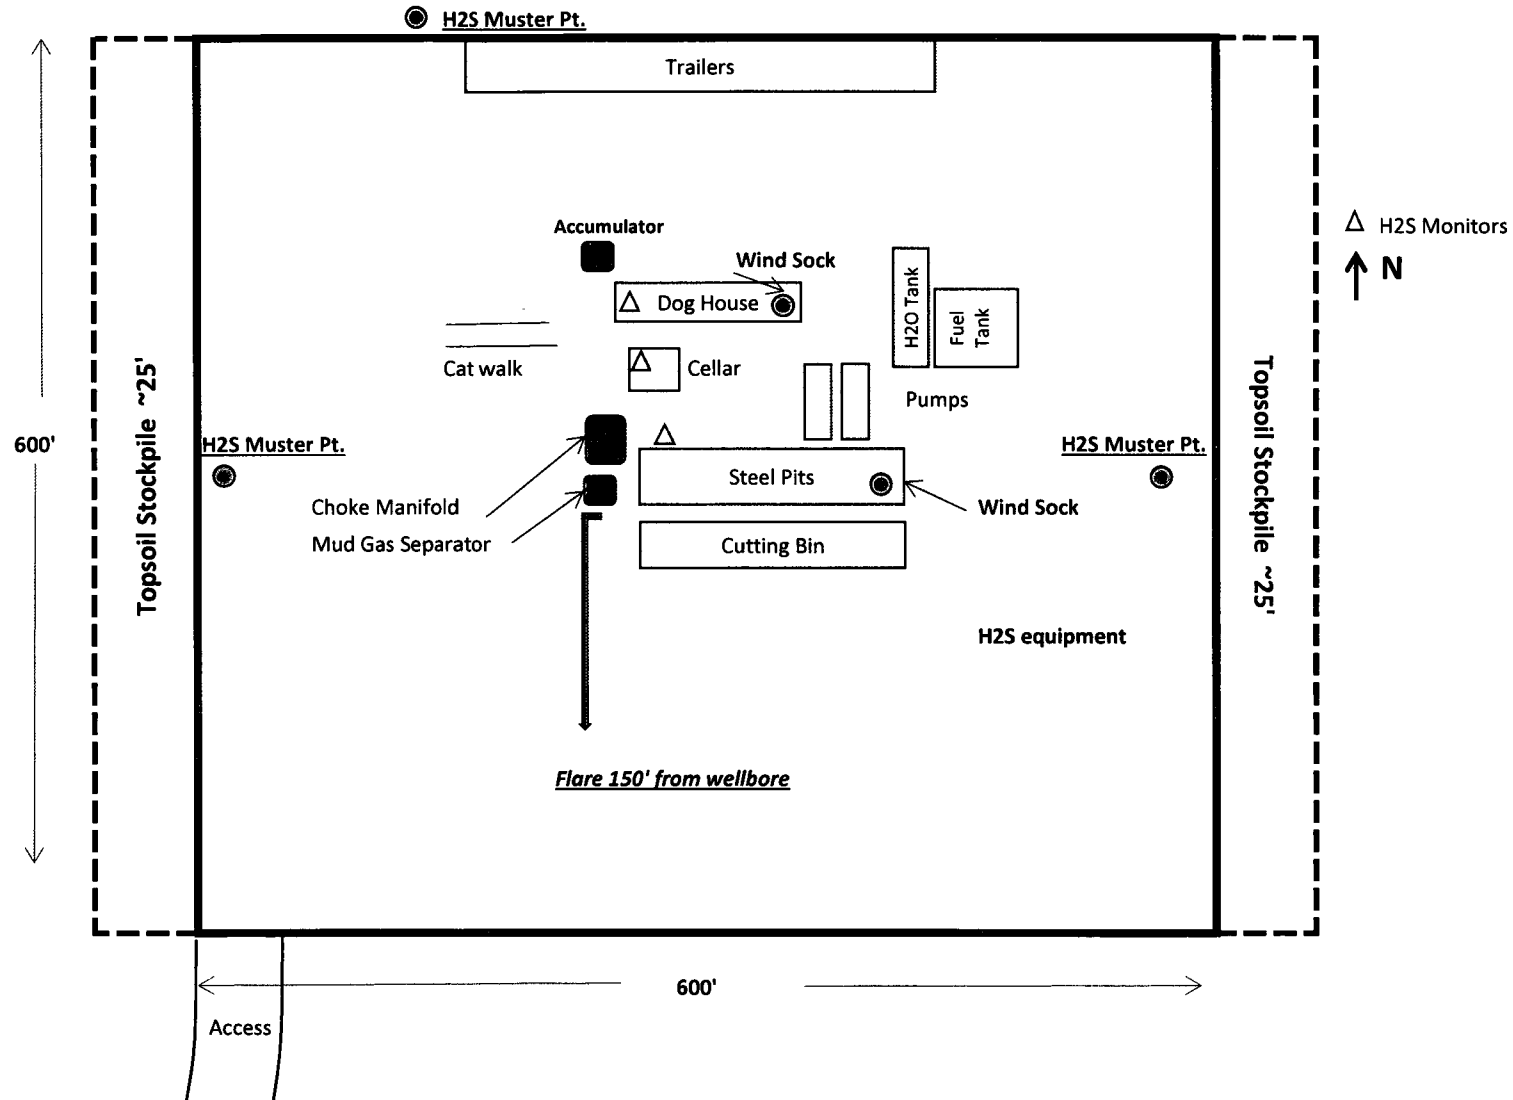 H2S Muster Pt.
Trailers
Accumulator
Wind Sock
H2S Monitors
N
Dog House
H2O Tank
Fuel
Tank
Cat walk
Cellar
Pumps
Topsoil Stockpile ~25'
Topsoil Stockpile ~25'
600'
H2S Muster Pt.
H2S Muster Pt.
Steel Pits
Choke Manifold
Wind Sock
Mud Gas Separator
Cutting Bin
H2S equipment
Flare 150' from wellbore
600'
Access